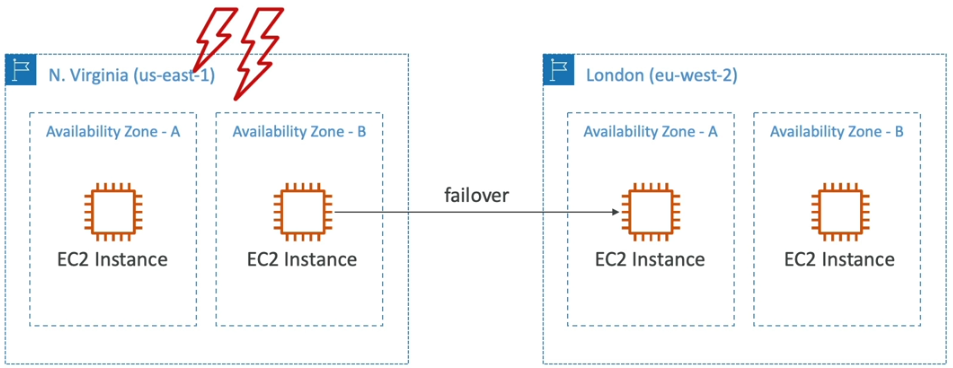 N. Virginia (us-east-1)
London (eu-west-2)
Availability Zone - A
Availability Zone - B
Availability Zone - A
Availability Zone - B
failover
EC2 Instance
EC2 Instance
EC2 Instance
EC2 Instance